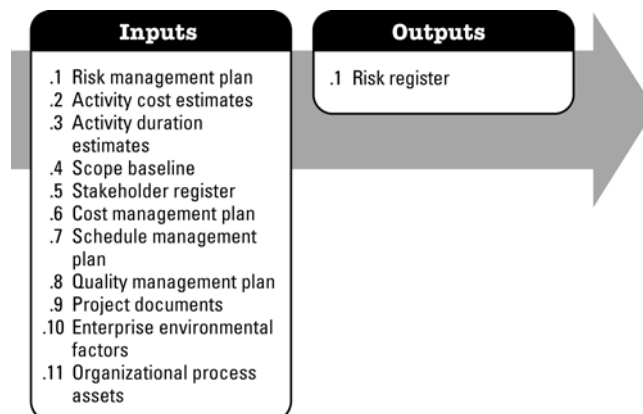 Inputs
.1 Risk management plan
.2 Activity cost estimates
.3 Activity duration
estimates
.4 Scope baseline
.5 Stakeholder register
.6 Cost management plan
.7 Schedule management
plan
.8 Quality management plan
.9 Project documents
.10 Enterprise environmental
factors
.11 Organizational process
assets
Outputs
.1 Risk register